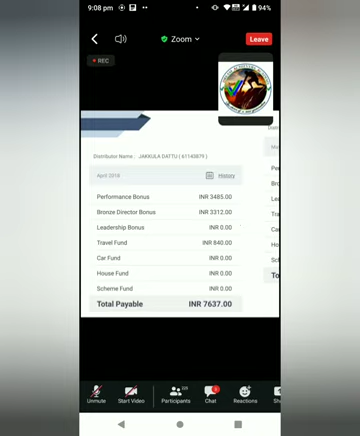 9:08 pm
94%
Zoom
Leave
REC
Distributor Name : JAKKULA DATTU ( 61143879 )
April 2018 History
Performance Bonus INR 3485.00
Bronze Director Bonus INR 3312.00
Leadership Bonus INR 0.00
Travel Fund INR 840.00
Car Fund INR 0.00
House Fund INR 0.00
Scheme Fund INR 0.00
Total Payable INR 7637.00
Unmute Start Video Participants Chat Reactions